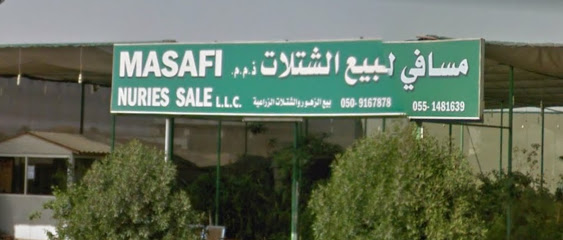 مسافي لبيع الشتلات ذ.م.م.
MASAFI
NURIES SALE L.L.C.
بيع الزهور والشتلات الزراعية
050-9167878
055-1481639